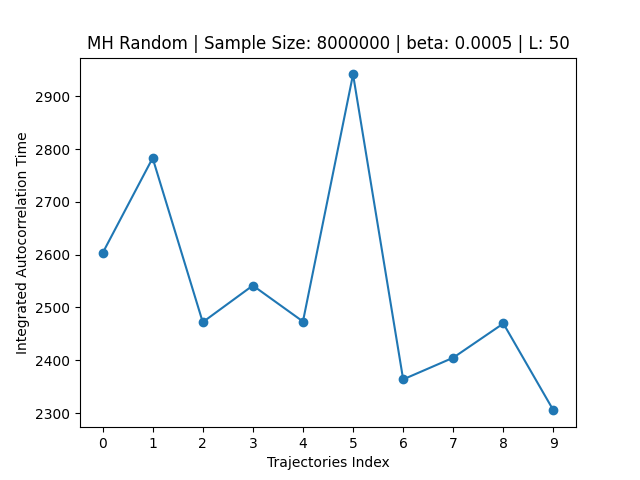 MH Random | Sample Size: 8000000 | beta: 0.0005 | L: 50
Integrated Autocorrelation Time
2900
2800
2700
2600
2500
2400
2300
0 1 2 3 4 5 6 7 8 9
Trajectories Index